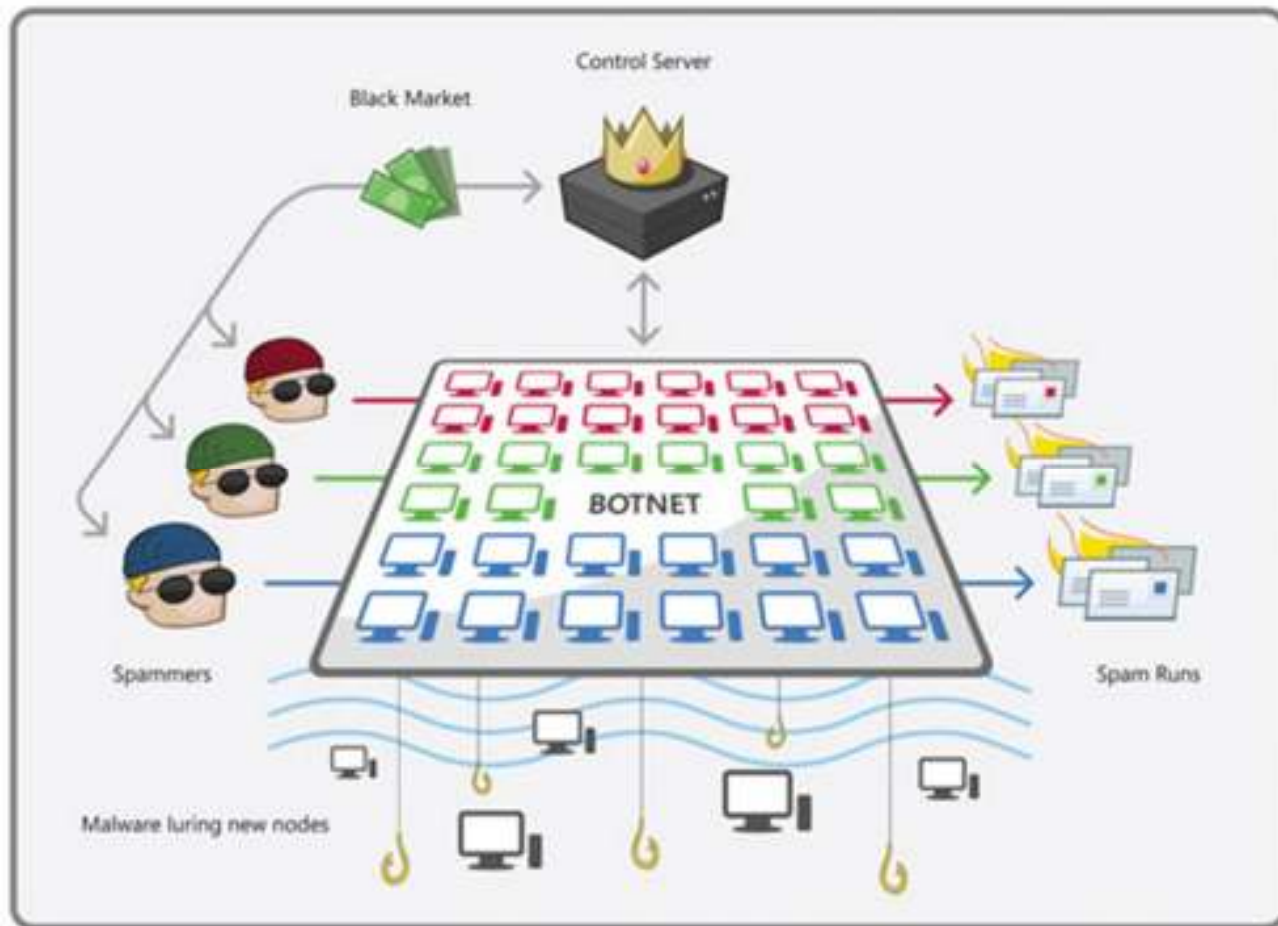 Control Server
Black Market
BOTNET
Spammers
Spam Runs
Malware luring new nodes